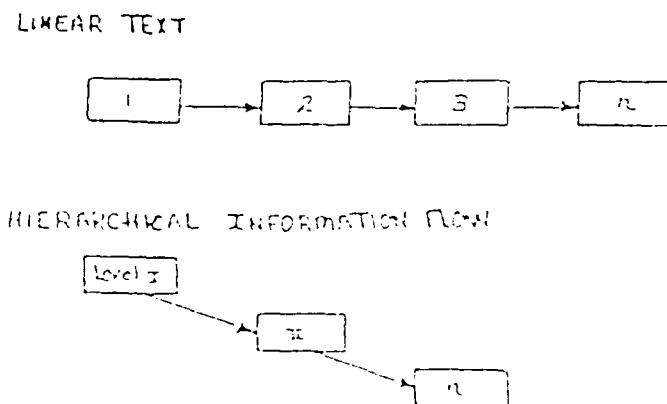 LINEAR TEXT
1 2 3 n
HIERARCHICAL INFORMATION FLOW
Level I
II
n